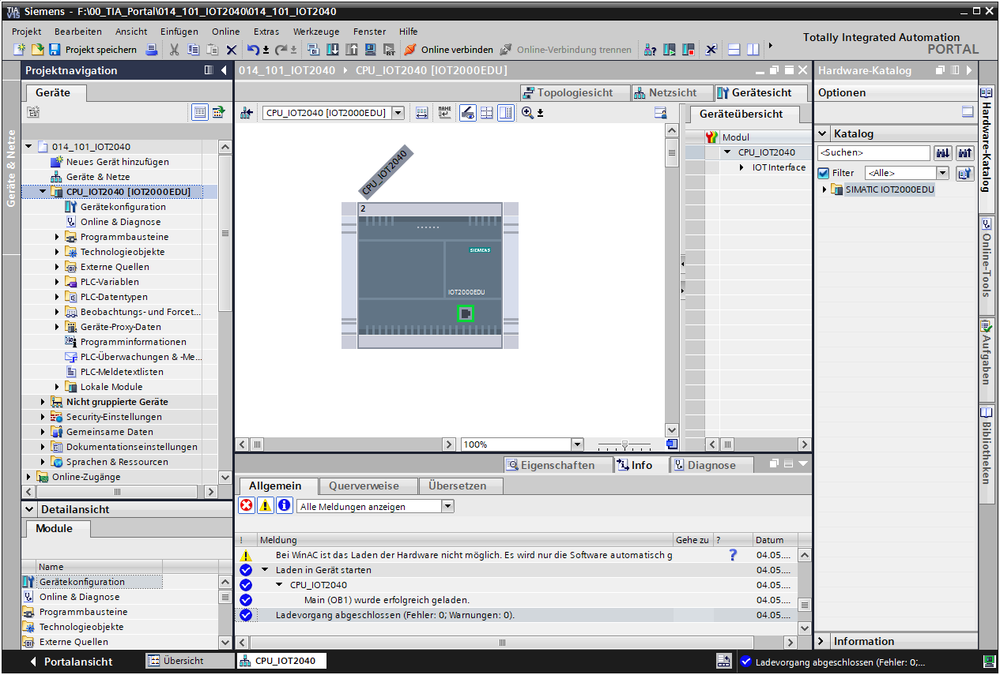 TIA V15 Siemens - F:\00_TIA_Portal\014_101_IOT2040\014_101_IOT2040
Projekt Bearbeiten Ansicht Einfügen Online Extras Werkzeuge Fenster Hilfe
Totally Integrated Automation
PORTAL
Projekt speichern Online verbinden Online-Verbindung trennen
Projektnavigation
014_101_IOT2040 CPU_IOT2040 [IOT2000EDU]
Hardware-Katalog
Geräte
Topologiesicht Netzsicht Gerätesicht
Optionen
CPU_IOT2040 [IOT2000EDU]
NAME
Geräteübersicht
Geräte & Netze
014_101_IOT2040
Neues Gerät hinzufügen
Geräte & Netze
CPU_IOT2040 [IOT2000EDU]
Gerätekonfiguration
Online & Diagnose
Programmbausteine
Technologieobjekte
Externe Quellen
PLC-Variablen
PLC-Datentypen
Beobachtungs- und Forcet...
Geräte-Proxy-Daten
Programminformationen
PLC-Überwachungen & -Me...
PLC-Meldetextlisten
Lokale Module
Nicht gruppierte Geräte
Security-Einstellungen
Gemeinsame Daten
Dokumentationseinstellungen
Sprachen & Ressourcen
Online-Zugänge
CPU_IOT2040
2
SIEMENS
IOT2000EDU
100%
Modul
CPU_IOT2040
IOT Interface
Katalog
<Suchen>
Filter <Alle>
SIMATIC IOT2000EDU
Information
Hardware-Katalog
Online-Tools
Aufgaben
Bibliotheken
Detailansicht
Module
Name
Gerätekonfiguration
Online & Diagnose
Programmbausteine
Technologieobjekte
Externe Quellen
Eigenschaften Info Diagnose
Allgemein Querverweise Übersetzen
Alle Meldungen anzeigen
! Meldung Gehe zu ? Datum
Bei WinAC ist das Laden der Hardware nicht möglich. Es wird nur die Software automatisch g ? 04.05....
Laden in Gerät starten 04.05....
CPU_IOT2040 04.05....
Main (OB1) wurde erfolgreich geladen. 04.05....
Ladevorgang abgeschlossen (Fehler: 0; Warnungen: 0). 04.05....
Portalansicht Übersicht CPU_IOT2040 Ladevorgang abgeschlossen (Fehler: 0;...